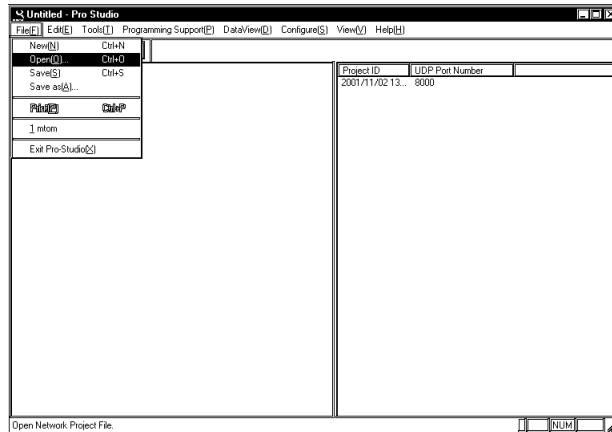 Untitled - Pro Studio
File(F) Edit(E) Tools(T) Programming Support(P) DataView(D) Configure(S) View(V) Help(H)
New(N) Ctrl+N
Open(O)... Ctrl+O
Save(S) Ctrl+S
Save as(A)...
Print(P) Ctrl+P
1 mtom
Exit Pro-Studio(X)
Project ID UDP Port Number
2001/11/02 13... 8000
Open Network Project File.
NUM